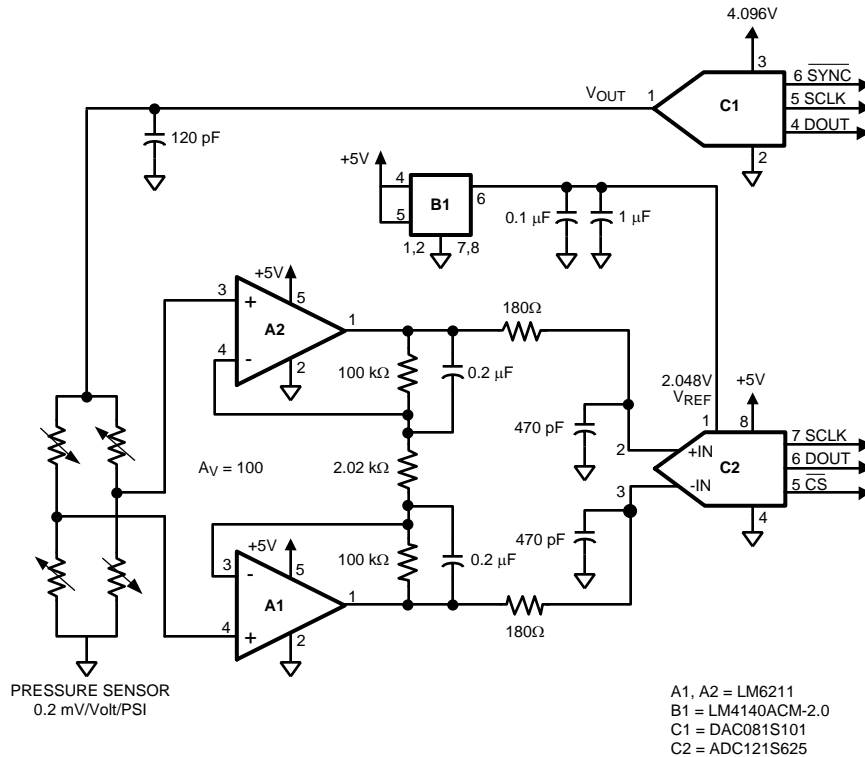 4.096V
3
6 SYNC
VOUT
1
C1
5 SCLK
4 DOUT
2
120 pF
+5V
4
B1
6
5
0.1 µF
1 µF
1,2
7,8
+5V
3
5
+
A2
1
180Ω
4
-
2
100 kΩ
0.2 µF
2.048V
VREF
+5V
1
8
470 pF
7 SCLK
2
+IN
6 DOUT
AV = 100
2.02 kΩ
C2
-IN
5 CS
3
4
+5V
470 pF
3
5
-
100 kΩ
0.2 µF
A1
1
4
+
2
180Ω
PRESSURE SENSOR
0.2 mV/Volt/PSI
A1, A2 = LM6211
B1 = LM4140ACM-2.0
C1 = DAC081S101
C2 = ADC121S625